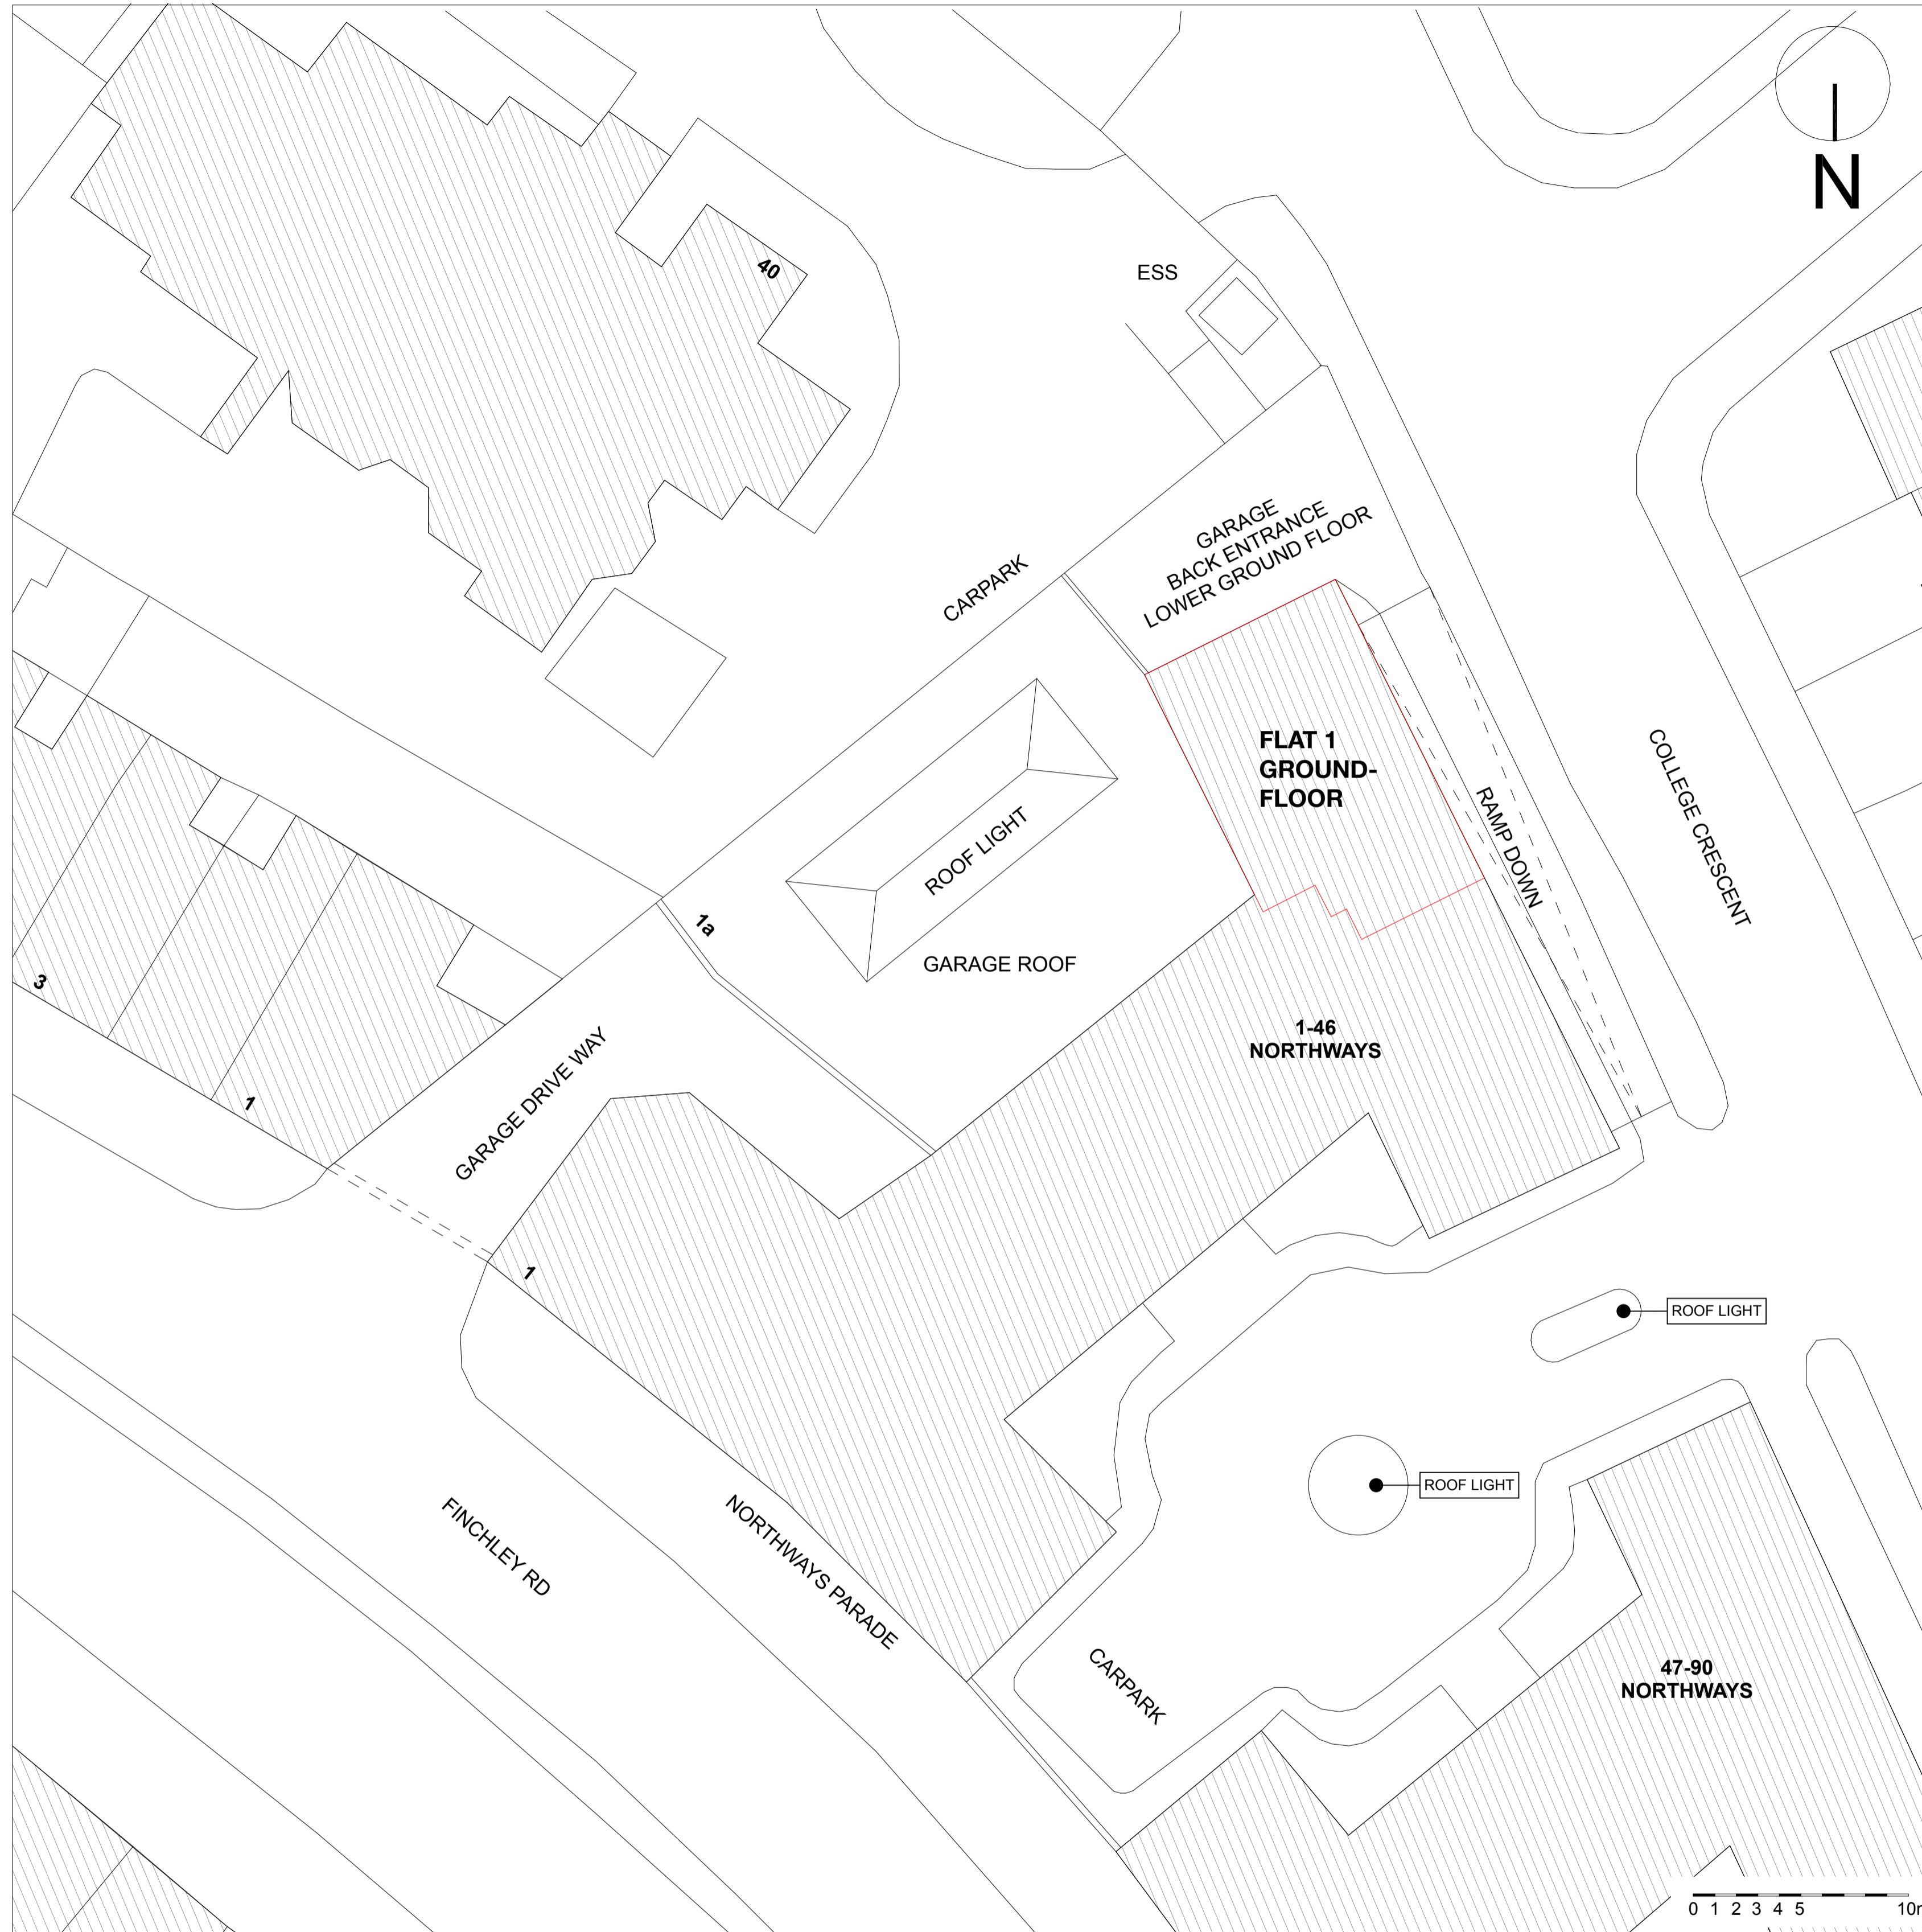 N
40
ESS
GARAGE
BACK ENTRANCE
LOWER GROUND FLOOR
CARPARK
FLAT 1
GROUND-
FLOOR
ROOF LIGHT
RAMP DOWN
COLLEGE CRESCENT
1a
GARAGE ROOF
3
1-46
NORTHWAYS
1
GARAGE DRIVE WAY
1
ROOF LIGHT
ROOF LIGHT
FINCHLEY RD
NORTHWAYS PARADE
CARPARK
47-90
NORTHWAYS
0 1 2 3 4 5 10